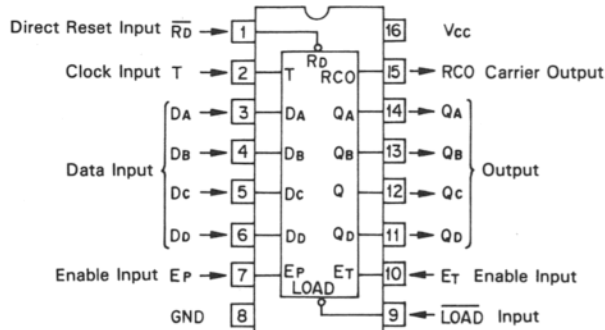 Direct Reset Input R̅D̅ 1 16 Vcc
RD
Clock Input T 2 T RCO 15 RCO Carrier Output
DA 3 DA QA 14 QA
DB 4 DB QB 13 QB
Data Input Output
DC 5 DC Q 12 QC
DD 6 DD QD 11 QD
Enable Input EP 7 EP ET 10 ET Enable Input
LOAD
GND 8 9 L̅O̅A̅D̅ Input